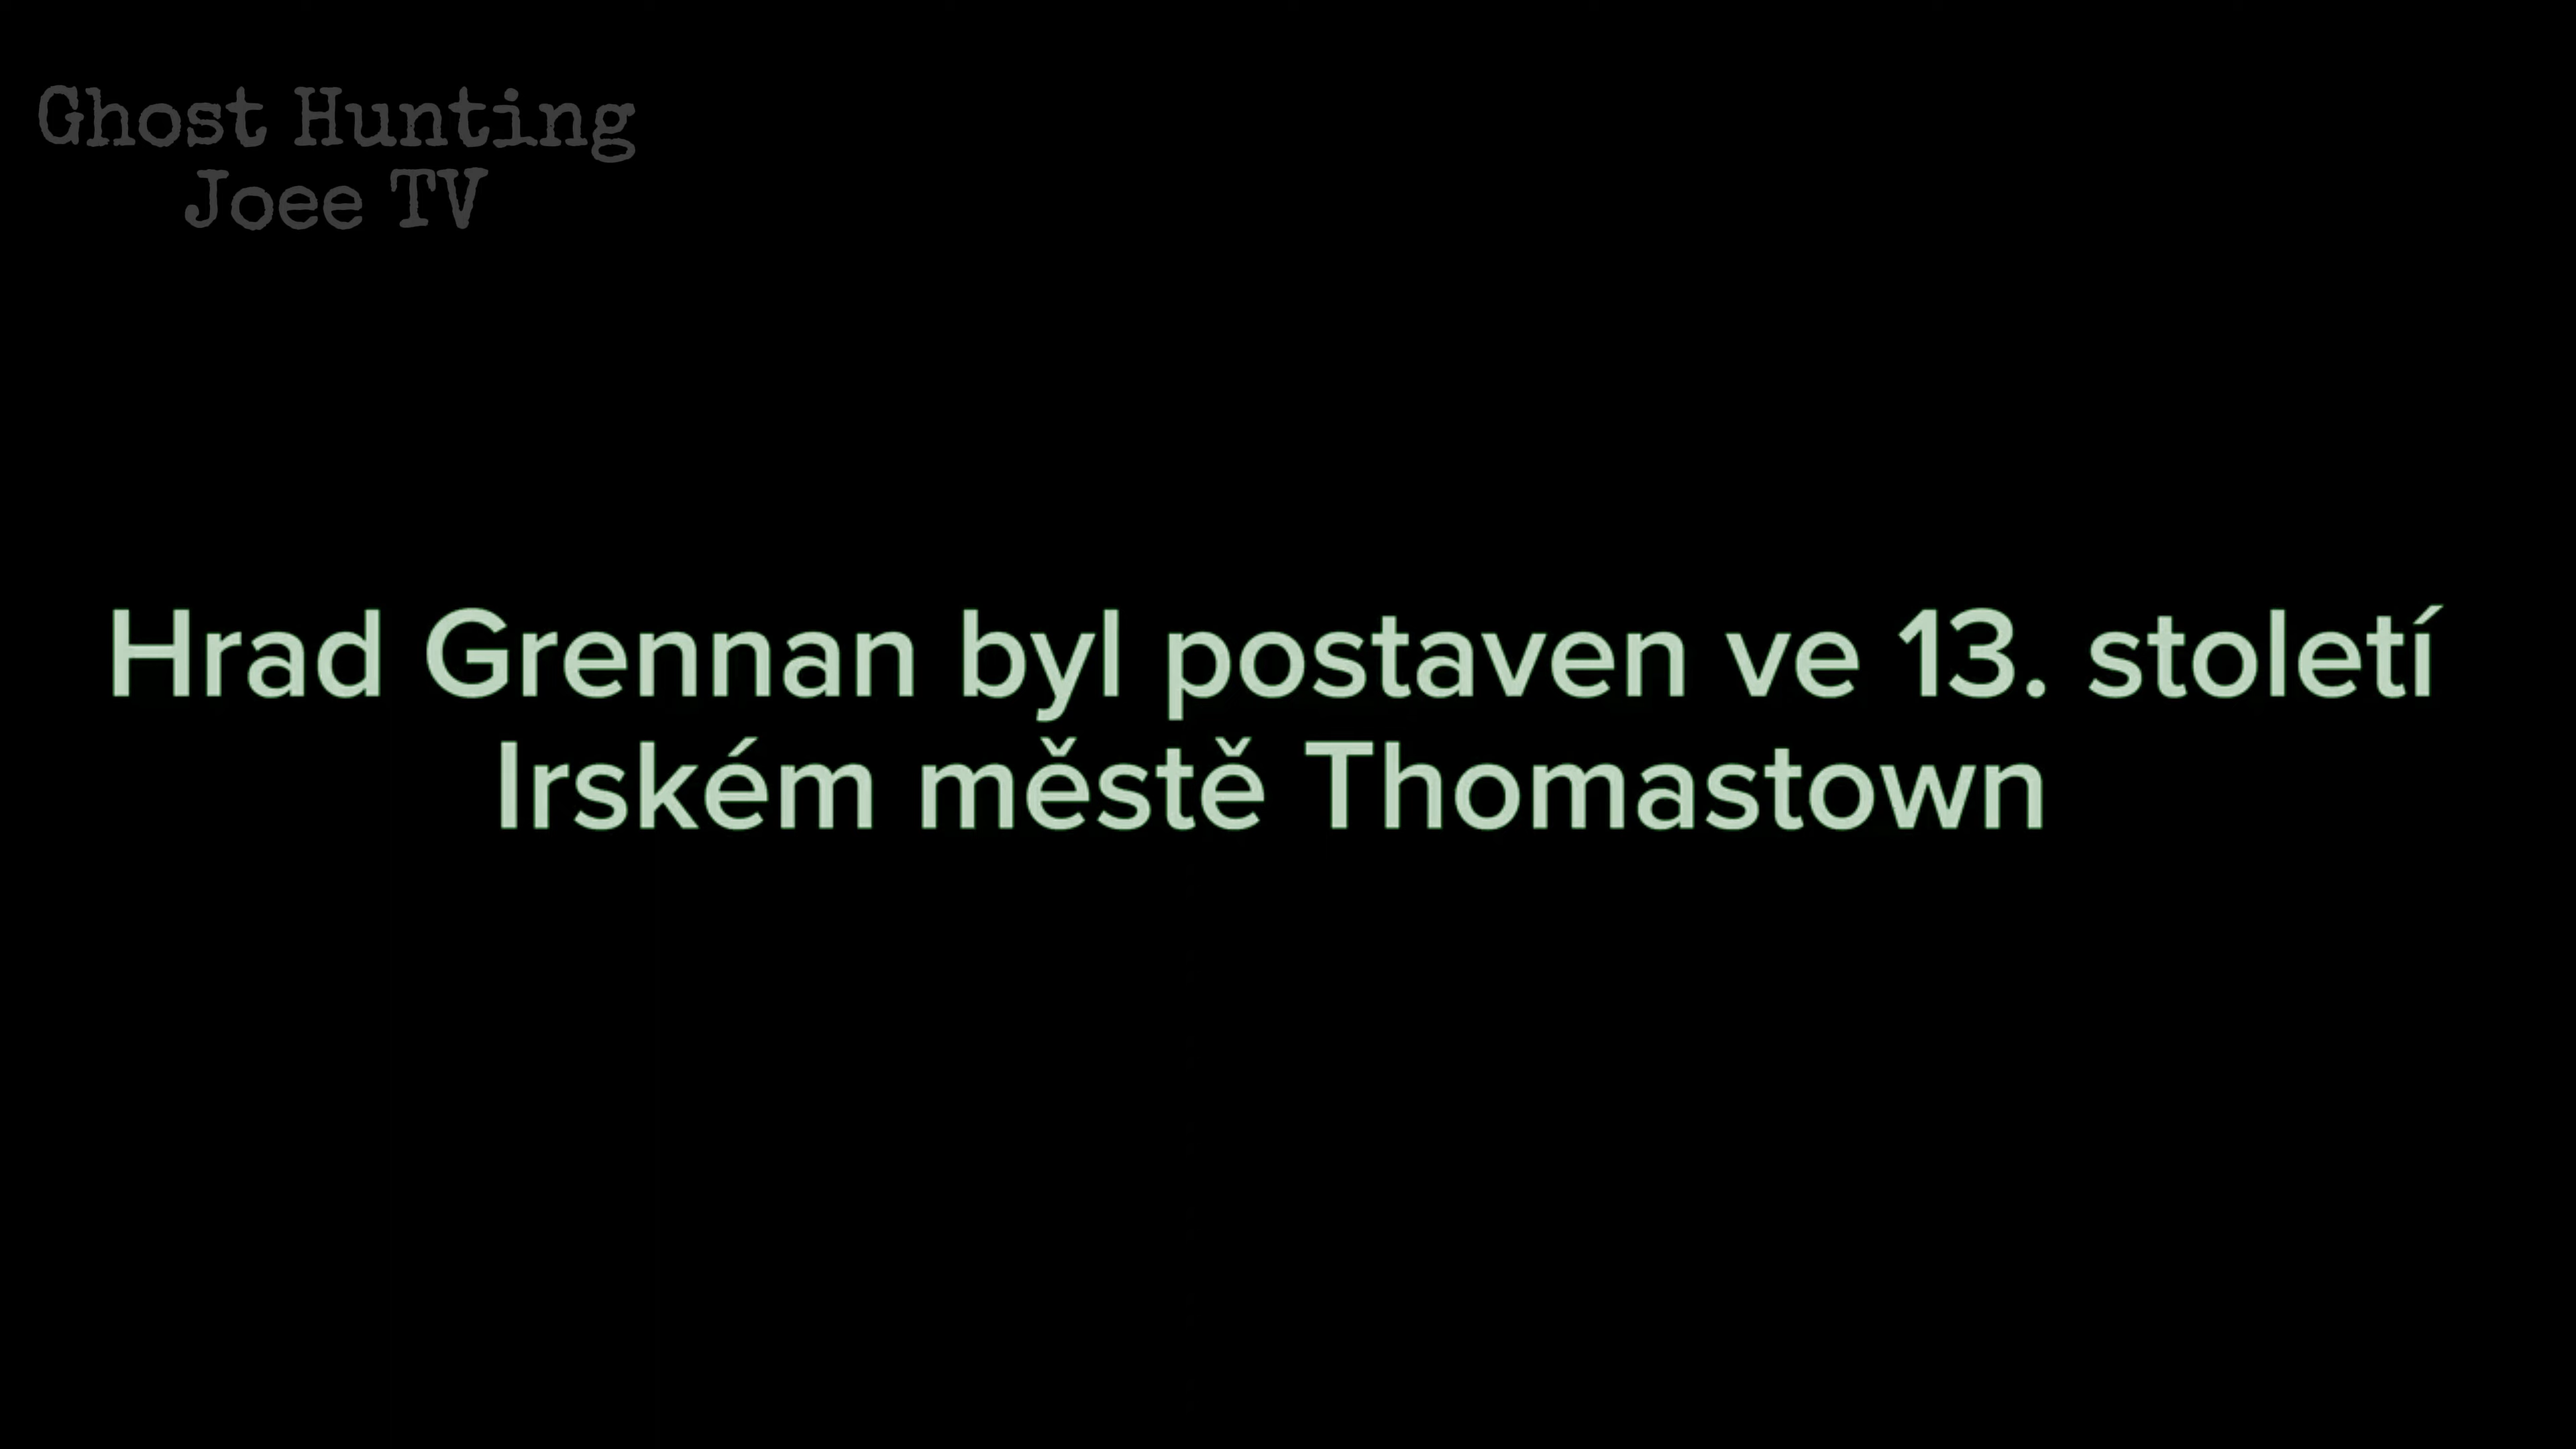 Ghost Hunting
Joee TV
Hrad Grennan byl postaven ve 13. století
Irském městě Thomastown